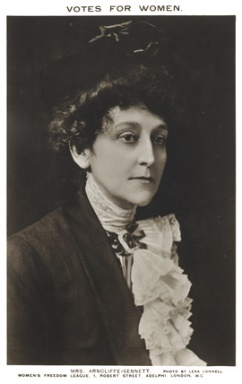 VOTES FOR WOMEN.
MRS. ARNCLIFFE/SENNETT. PHOTO BY LENA CONNELL
WOMEN'S FREEDOM LEAGUE, 1, ROBERT STREET, ADELPHI LONDON, W.C